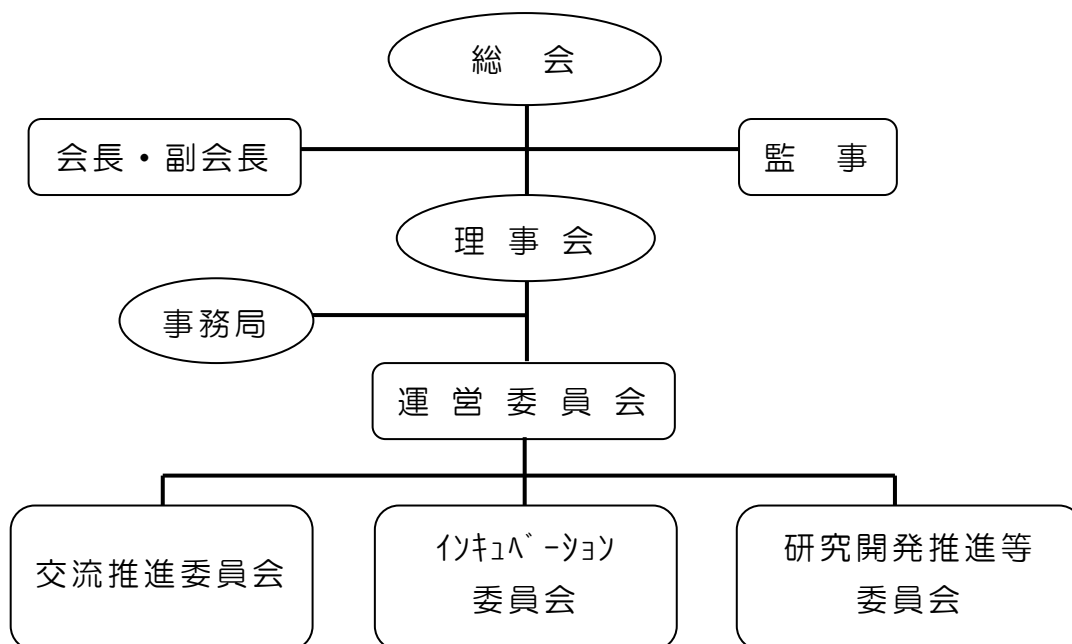 総　会
会長・副会長
監　事
理 事 会
事務局
運 営 委 員 会
交流推進委員会
ｲﾝｷｭﾍﾞｰｼｮﾝ
委員会
研究開発推進等
委員会